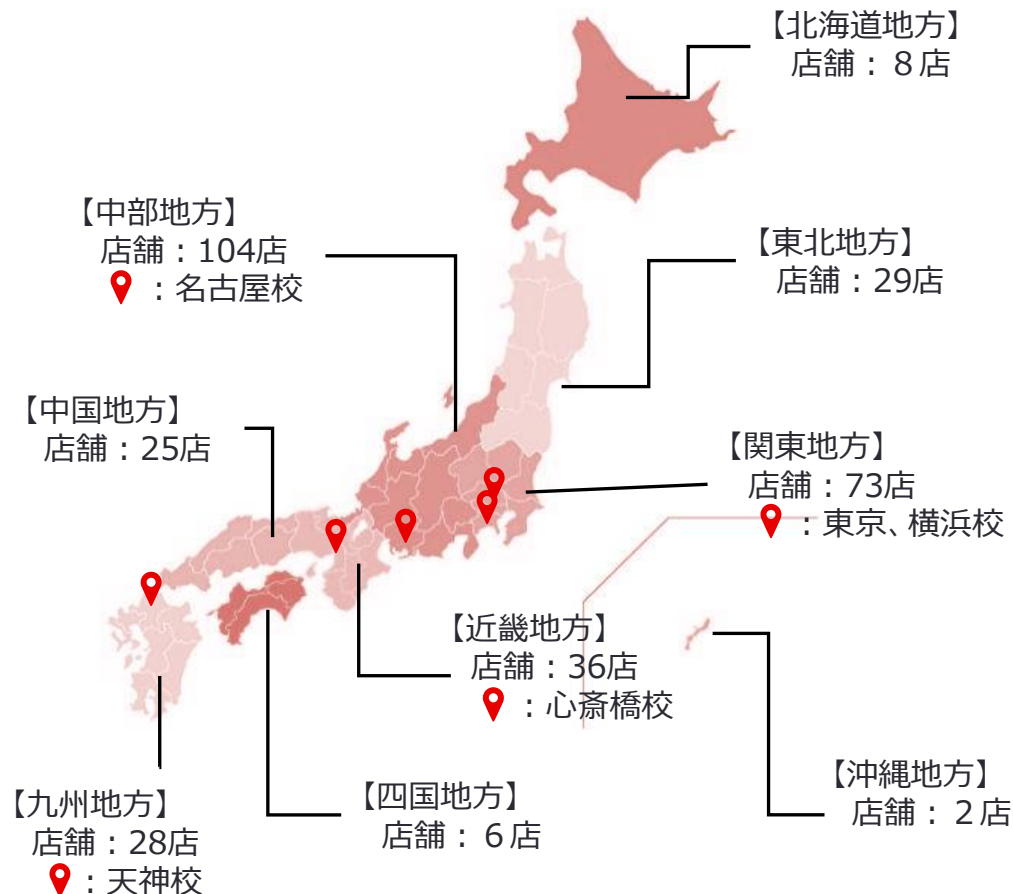 【北海道地方】
店舗：８店
【中部地方】
店舗：104店
：名古屋校
【東北地方】
店舗：29店
【中国地方】
店舗：25店
【関東地方】
店舗：73店
：東京、横浜校
【近畿地方】
店舗：36店
：心斎橋校
【九州地方】
店舗：28店
：天神校
【四国地方】
店舗：６店
【沖縄地方】
店舗：２店